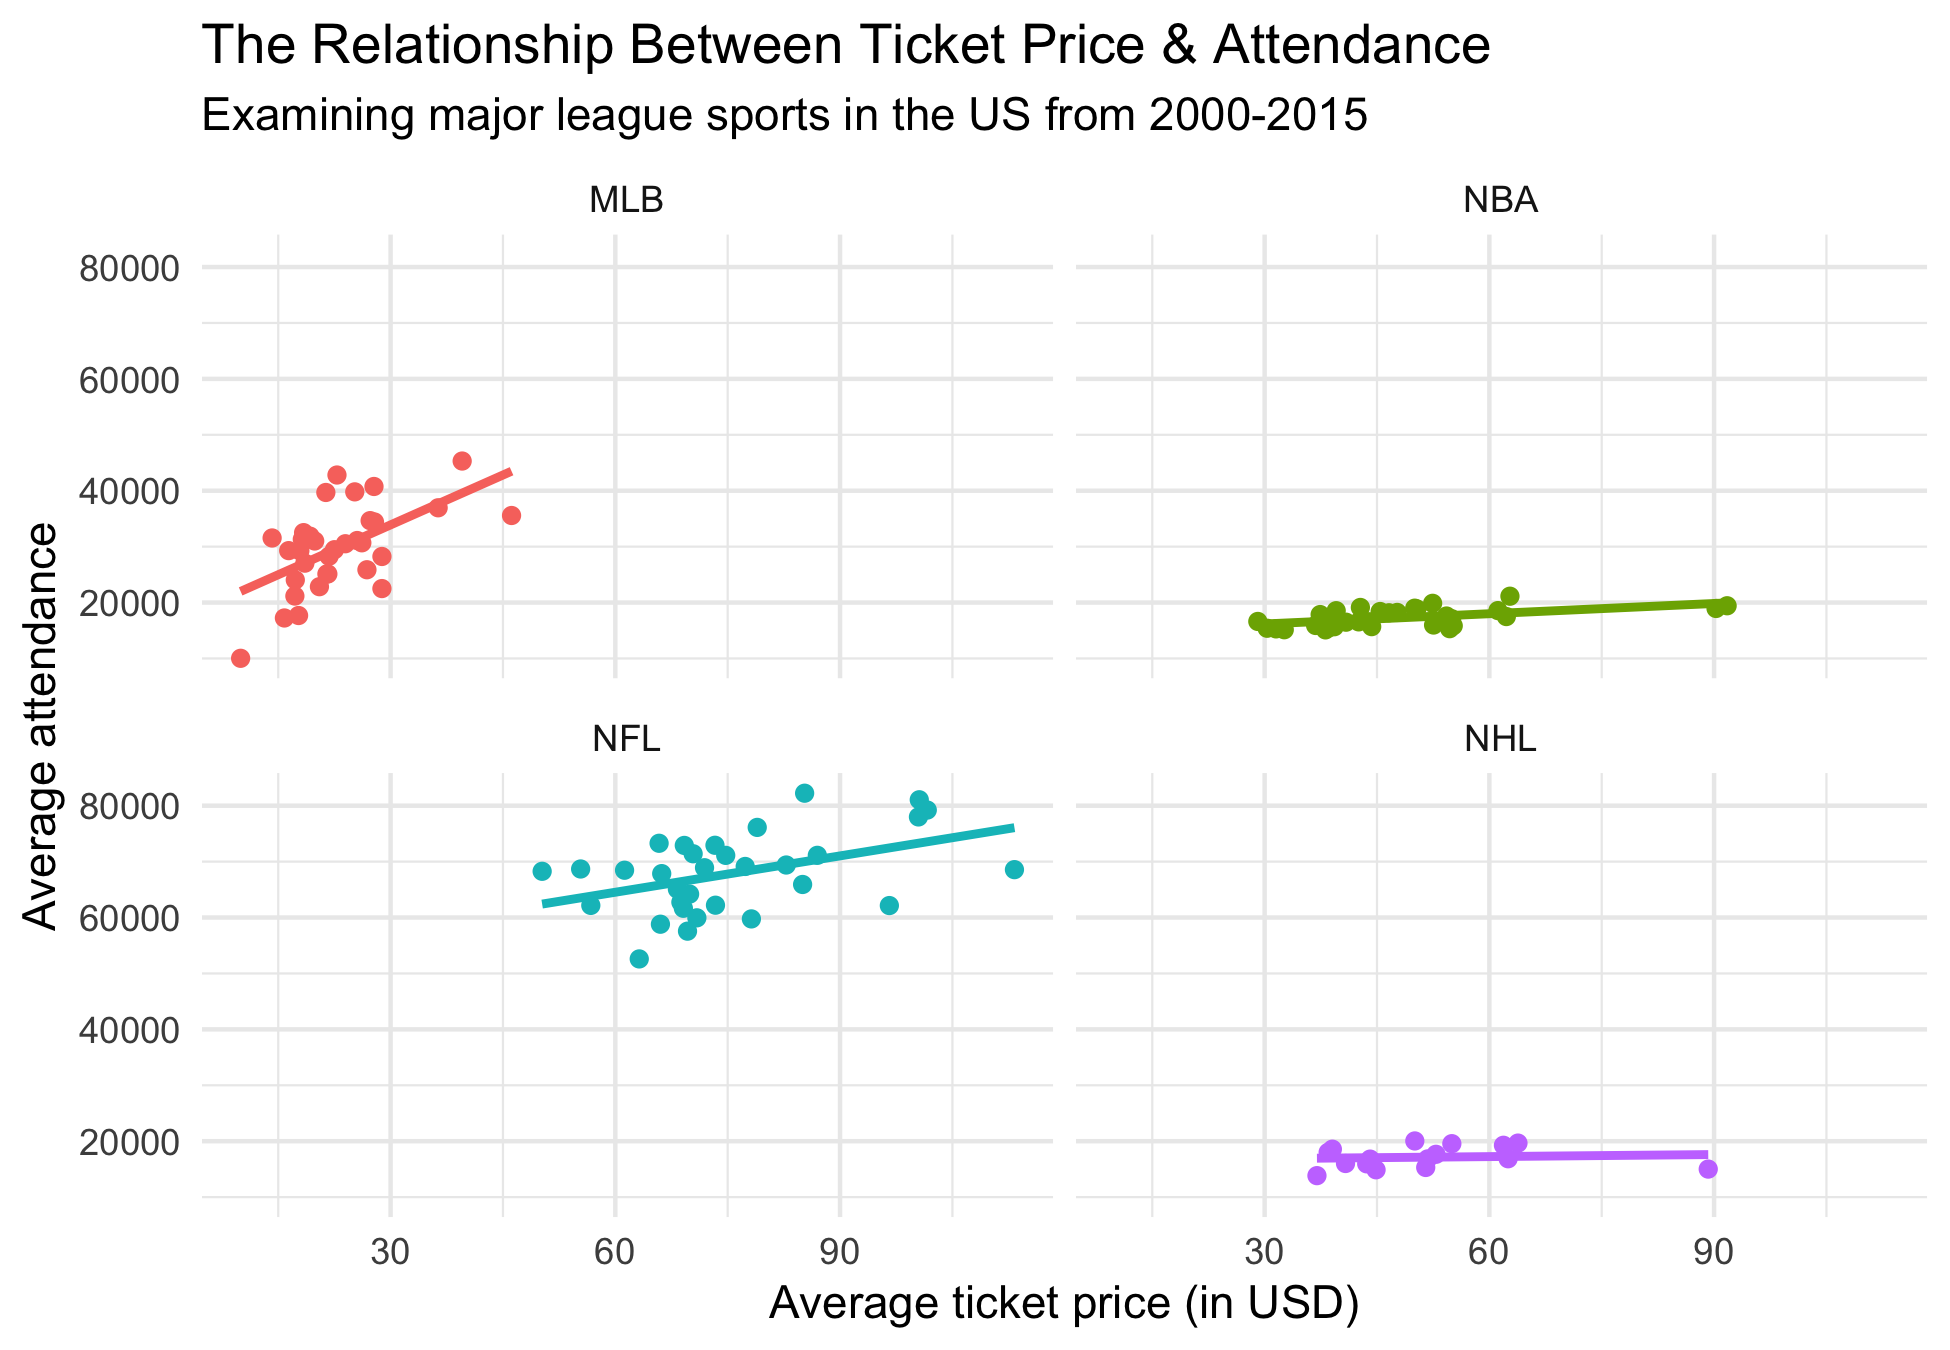 The Relationship Between Ticket Price & Attendance
Examining major league sports in the US from 2000-2015
MLB
NBA
80000
60000
40000
20000
NFL
NHL
80000
60000
40000
20000
Average attendance
30
60
90
30
60
90
Average ticket price (in USD)